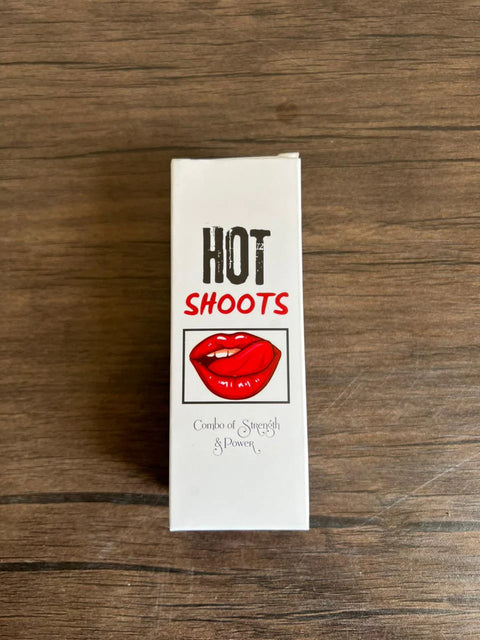 HOT
SHOOTS
Combo of Strength
& Power